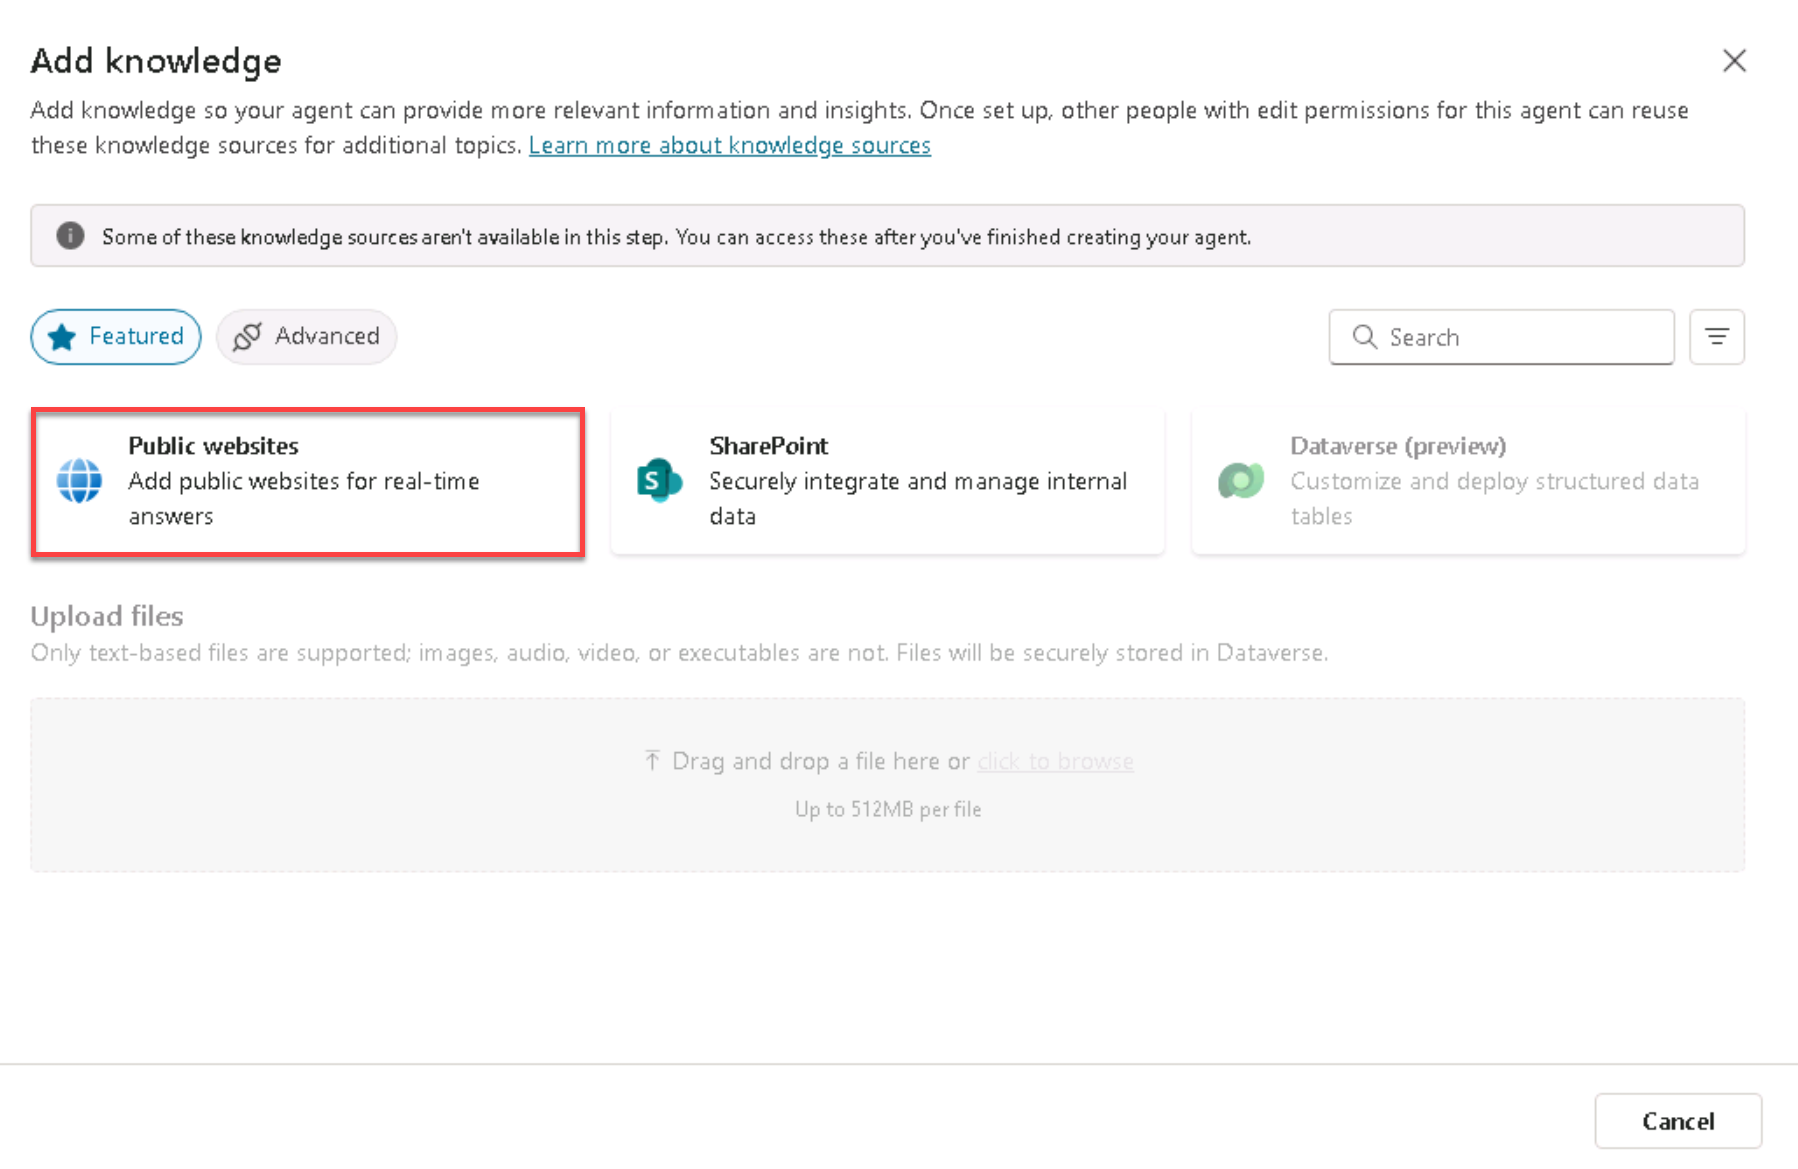 Add knowledge
Add knowledge so your agent can provide more relevant information and insights. Once set up, other people with edit permissions for this agent can reuse
these knowledge sources for additional topics. Learn more about knowledge sources
Some of these knowledge sources aren't available in this step. You can access these after you've finished creating your agent.
Featured
Advanced
Search
Public websites
Add public websites for real-time
answers
SharePoint
Securely integrate and manage internal
data
Dataverse (preview)
Customize and deploy structured data
tables
Upload files
Only text-based files are supported; images, audio, video, or executables are not. Files will be securely stored in Dataverse.
Drag and drop a file here or click to browse
Up to 512MB per file
Cancel